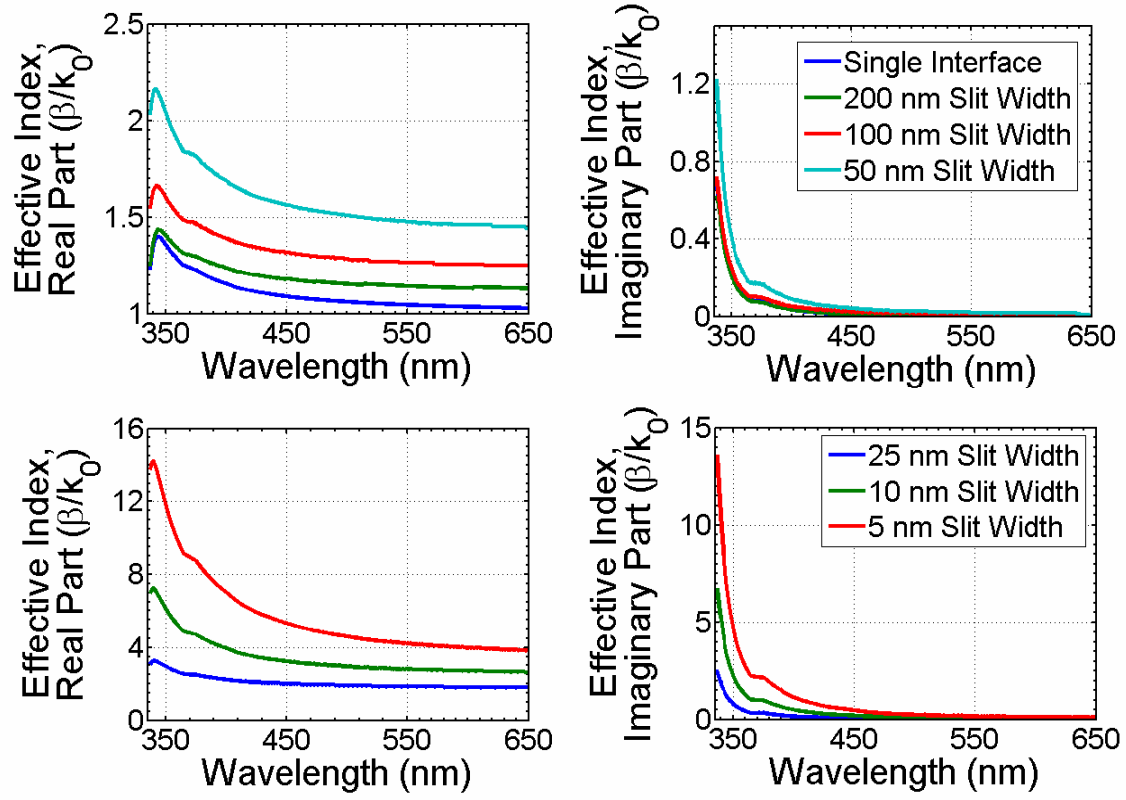 Effective Index,
Real Part (β/k0)
2.5
2
1.5
1
350 450 550 650
Wavelength (nm)
Effective Index,
Imaginary Part (β/k0)
1.2
0.8
0.4
0
350 450 550 650
Wavelength (nm)
Single Interface
200 nm Slit Width
100 nm Slit Width
50 nm Slit Width
Effective Index,
Real Part (β/k0)
16
12
8
4
0
350 450 550 650
Wavelength (nm)
Effective Index,
Imaginary Part (β/k0)
15
10
5
0
350 450 550 650
Wavelength (nm)
25 nm Slit Width
10 nm Slit Width
5 nm Slit Width